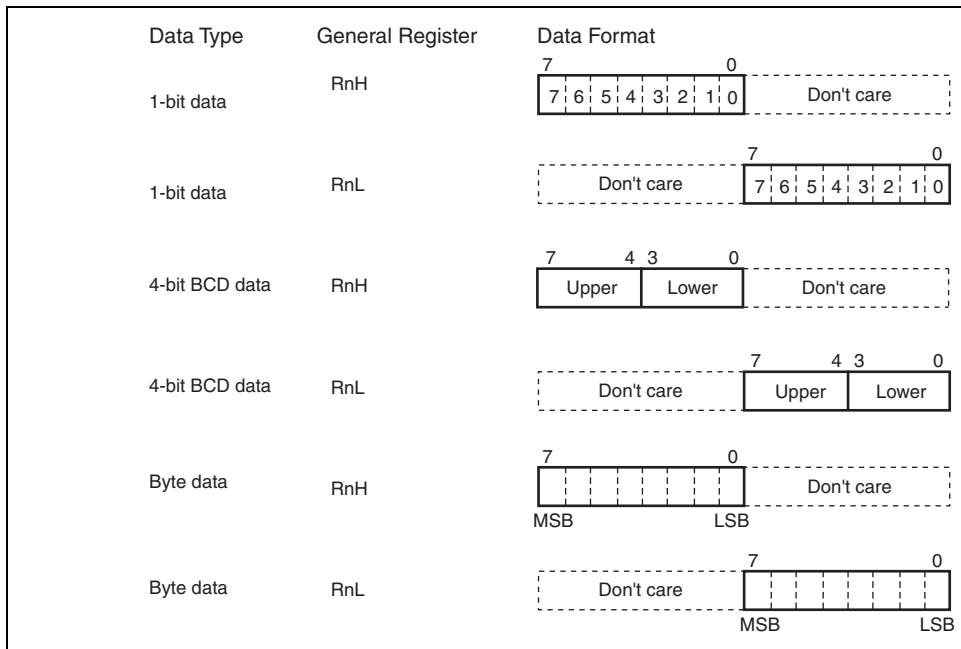 Data Type General Register Data Format
7 0
1-bit data RnH 7 6 5 4 3 2 1 0 Don't care
7 0
1-bit data RnL Don't care 7 6 5 4 3 2 1 0
7 4 3 0
4-bit BCD data RnH Upper Lower Don't care
7 4 3 0
4-bit BCD data RnL Don't care Upper Lower
7 0
Byte data RnH Don't care
MSB LSB
7 0
Byte data RnL Don't care
MSB LSB